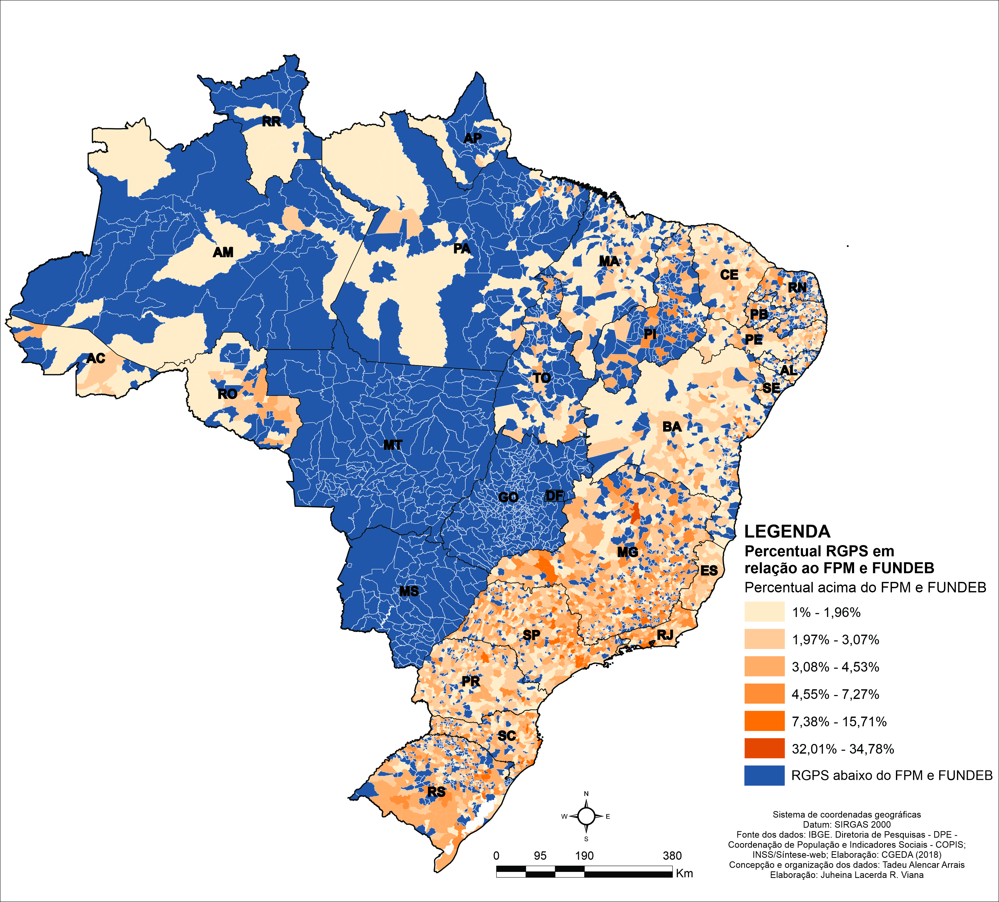 RR
AP
AM
PA
MA
CE
RN
PB
PI
PE
AC
TO
AL
SE
RO
BA
MT
GO
DF
MG
ES
MS
SP
RJ
PR
SC
RS
LEGENDA
Percentual RGPS em
relação ao FPM e FUNDEB
Percentual acima do FPM e FUNDEB
1% - 1,96%
1,97% - 3,07%
3,08% - 4,53%
4,55% - 7,27%
7,38% - 15,71%
32,01% - 34,78%
RGPS abaixo do FPM e FUNDEB
N
W
E
S
0 95 190 380
Km
Sistema de coordenadas geográficas
Datum: SIRGAS 2000
Fonte dos dados: IBGE. Diretoria de Pesquisas - DPE -
Coordenação de População e Indicadores Sociais - COPIS;
INSS/Síntese-web; Elaboração: CGEDA (2018)
Concepção e organização dos dados: Tadeu Alencar Arrais
Elaboração: Juheina Lacerda R. Viana